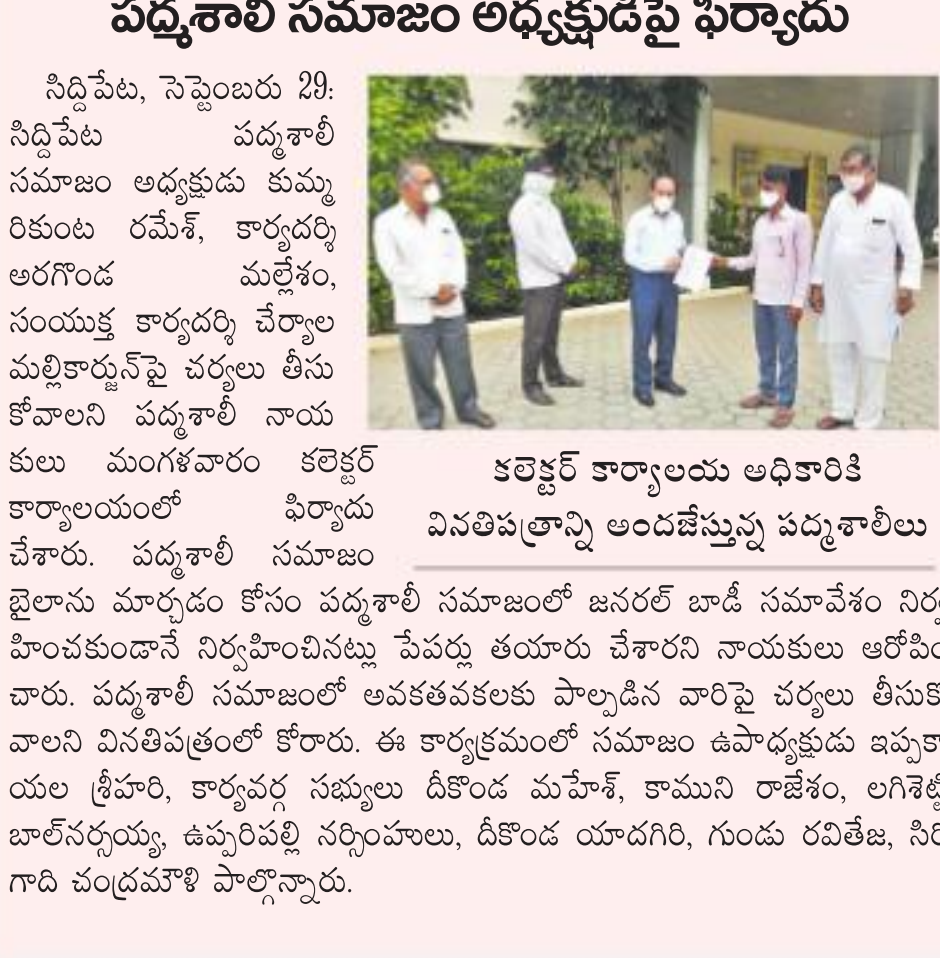 పద్మశాలీ సమాజం అధ్యక్షుడిపై ఫిర్యాదు
సిద్దిపేట, సెప్టెంబరు 29:
సిద్దిపేట పద్మశాలీ
సమాజం అధ్యక్షుడు కుమ్మ
రికుంట రమేశ్, కార్యదర్శి
అరగొండ మల్లేశం,
సంయుక్త కార్యదర్శి చేర్యాల
మల్లికార్జున్‌పై చర్యలు తీసు
కోవాలని పద్మశాలీ నాయ
కులు మంగళవారం కలెక్టర్
కార్యాలయంలో ఫిర్యాదు
చేశారు. పద్మశాలీ సమాజం
కలెక్టర్ కార్యాలయ అధికారికి
వినతిపత్రాన్ని అందజేస్తున్న పద్మశాలీలు
బైలాను మార్చడం కోసం పద్మశాలీ సమాజంలో జనరల్ బాడీ సమావేశం నిర్వ
హించకుండానే నిర్వహించినట్లు పేపర్లు తయారు చేశారని నాయకులు ఆరోపిం
చారు. పద్మశాలీ సమాజంలో అవకతవకలకు పాల్పడిన వారిపై చర్యలు తీసుకో
వాలని వినతిపత్రంలో కోరారు. ఈ కార్యక్రమంలో సమాజం ఉపాధ్యక్షుడు ఇప్పకా
యల శ్రీహరి, కార్యవర్గ సభ్యులు దీకొండ మహేశ్, కాముని రాజేశం, లగిశెట్టి
బాల్‌నర్సయ్య, ఉప్పరిపల్లి నర్సింహులు, దీకొండ యాదగిరి, గుండు రవితేజ, సిరి
గాది చంద్రమౌళి పాల్గొన్నారు.